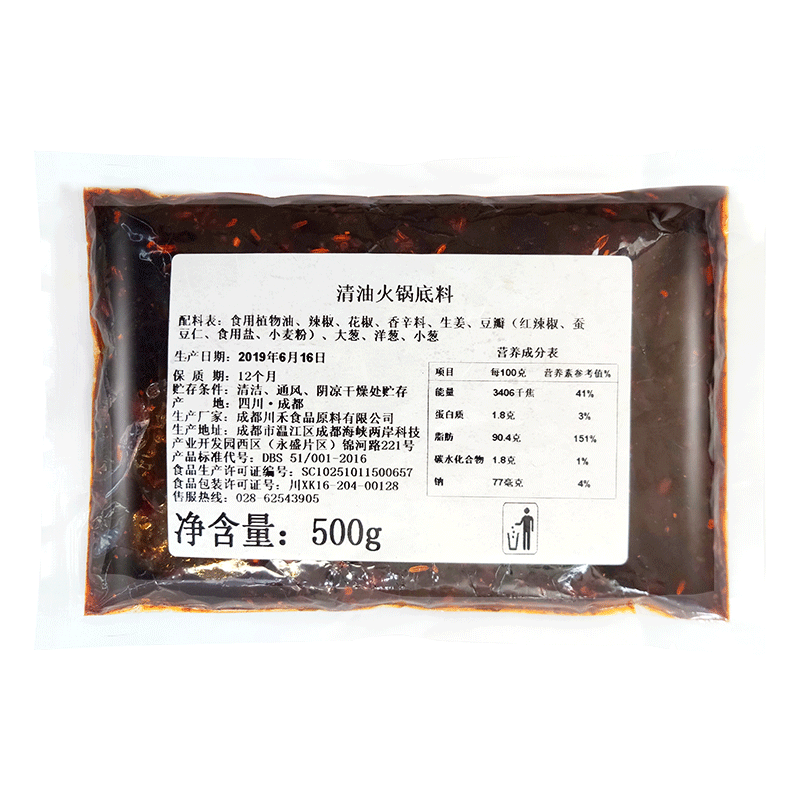 清油火锅底料
配料表：食用植物油、辣椒、花椒、香辛料、生姜、豆瓣（红辣椒、蚕
豆仁、食用盐、小麦粉）、大葱、洋葱、小葱
生产日期：2019年6月16日
保 质 期：12个月
贮存条件：清洁、通风、阴凉干燥处贮存
产 地：四川·成都
生产厂家：成都川禾食品原料有限公司
生产地址：成都市温江区成都海峡两岸科技
产业开发园西区（永盛片区）锦河路221号
产品标准代号：DBS 51/001-2016
食品生产许可证编号：SC10251011500657
食品包装许可证号：川XK16-204-00128
售服热线：028-62543905
净含量：500g
营养成分表
项目 每100克 营养素参考值%
能量 3406千焦 41%
蛋白质 1.8克 3%
脂肪 90.4克 151%
碳水化合物 1.8克 1%
钠 77毫克 4%